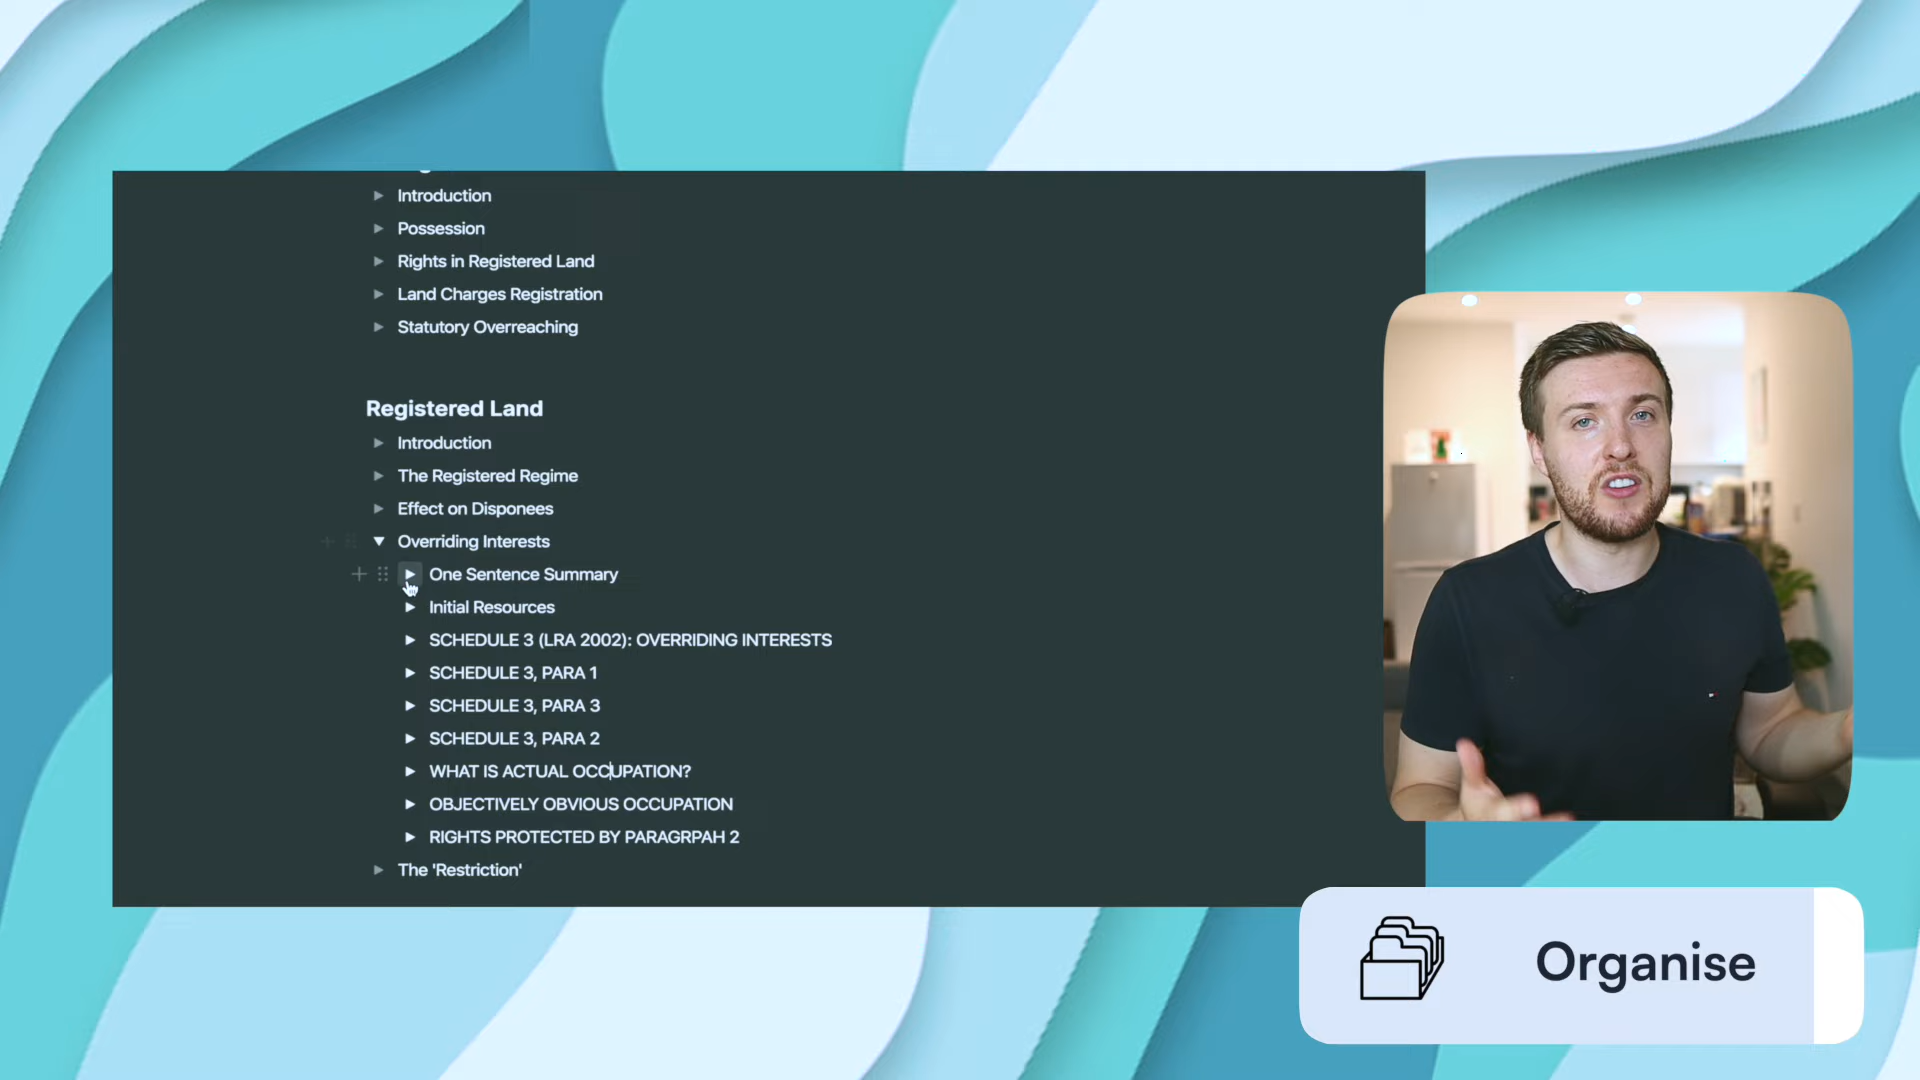 Introduction
Possession
Rights in Registered Land
Land Charges Registration
Statutory Overreaching
Registered Land
Introduction
The Registered Regime
Effect on Disponees
Overriding Interests
One Sentence Summary
Initial Resources
SCHEDULE 3 (LRA 2002): OVERRIDING INTERESTS
SCHEDULE 3, PARA 1
SCHEDULE 3, PARA 3
SCHEDULE 3, PARA 2
WHAT IS ACTUAL OCCUPATION?
OBJECTIVELY OBVIOUS OCCUPATION
RIGHTS PROTECTED BY PARAGRPAH 2
The 'Restriction'
Organise